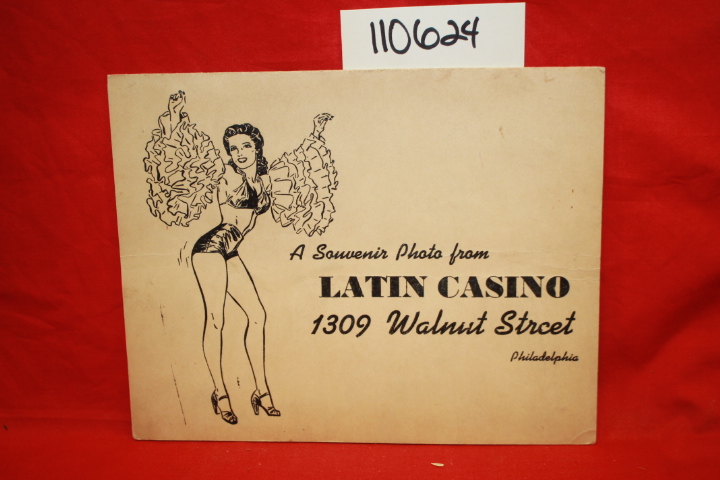 110624
A Souvenir Photo from
LATIN CASINO
1309 Walnut Street
Philadelphia